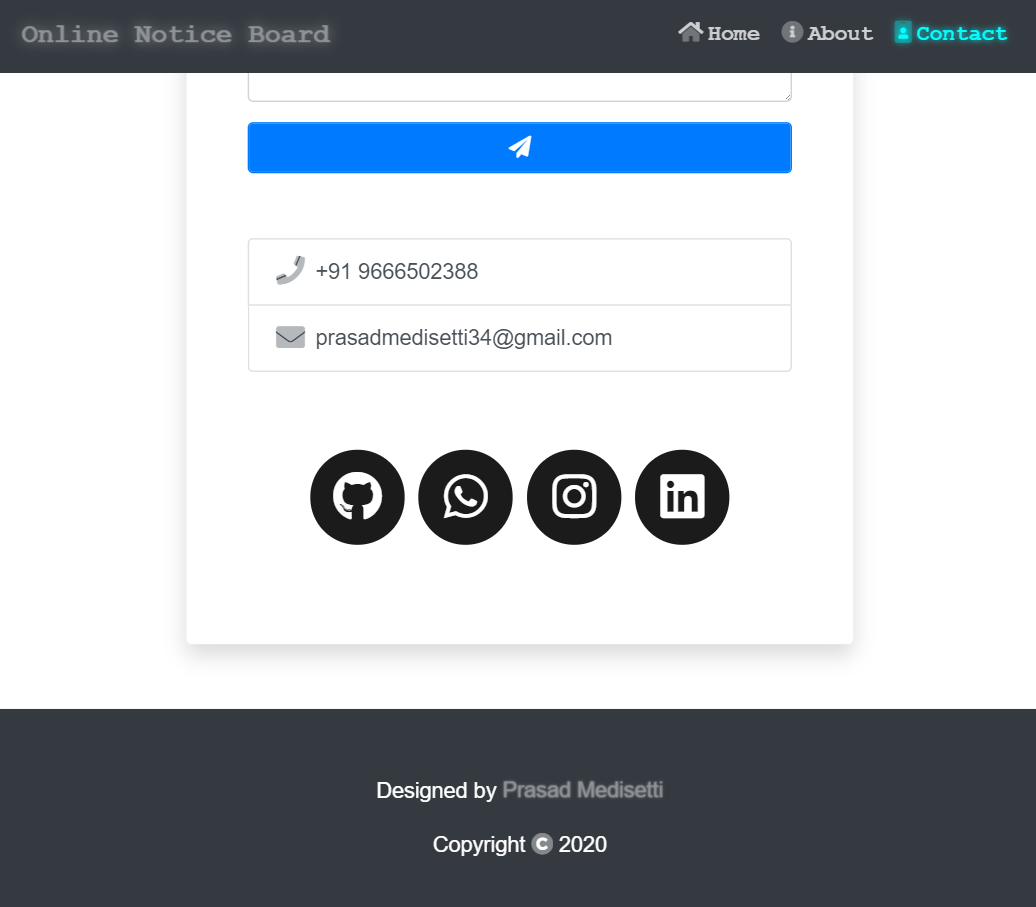 Online Notice Board
Home About Contact
+91 9666502388
prasadmedisetti34@gmail.com
Designed by Prasad Medisetti
Copyright © 2020